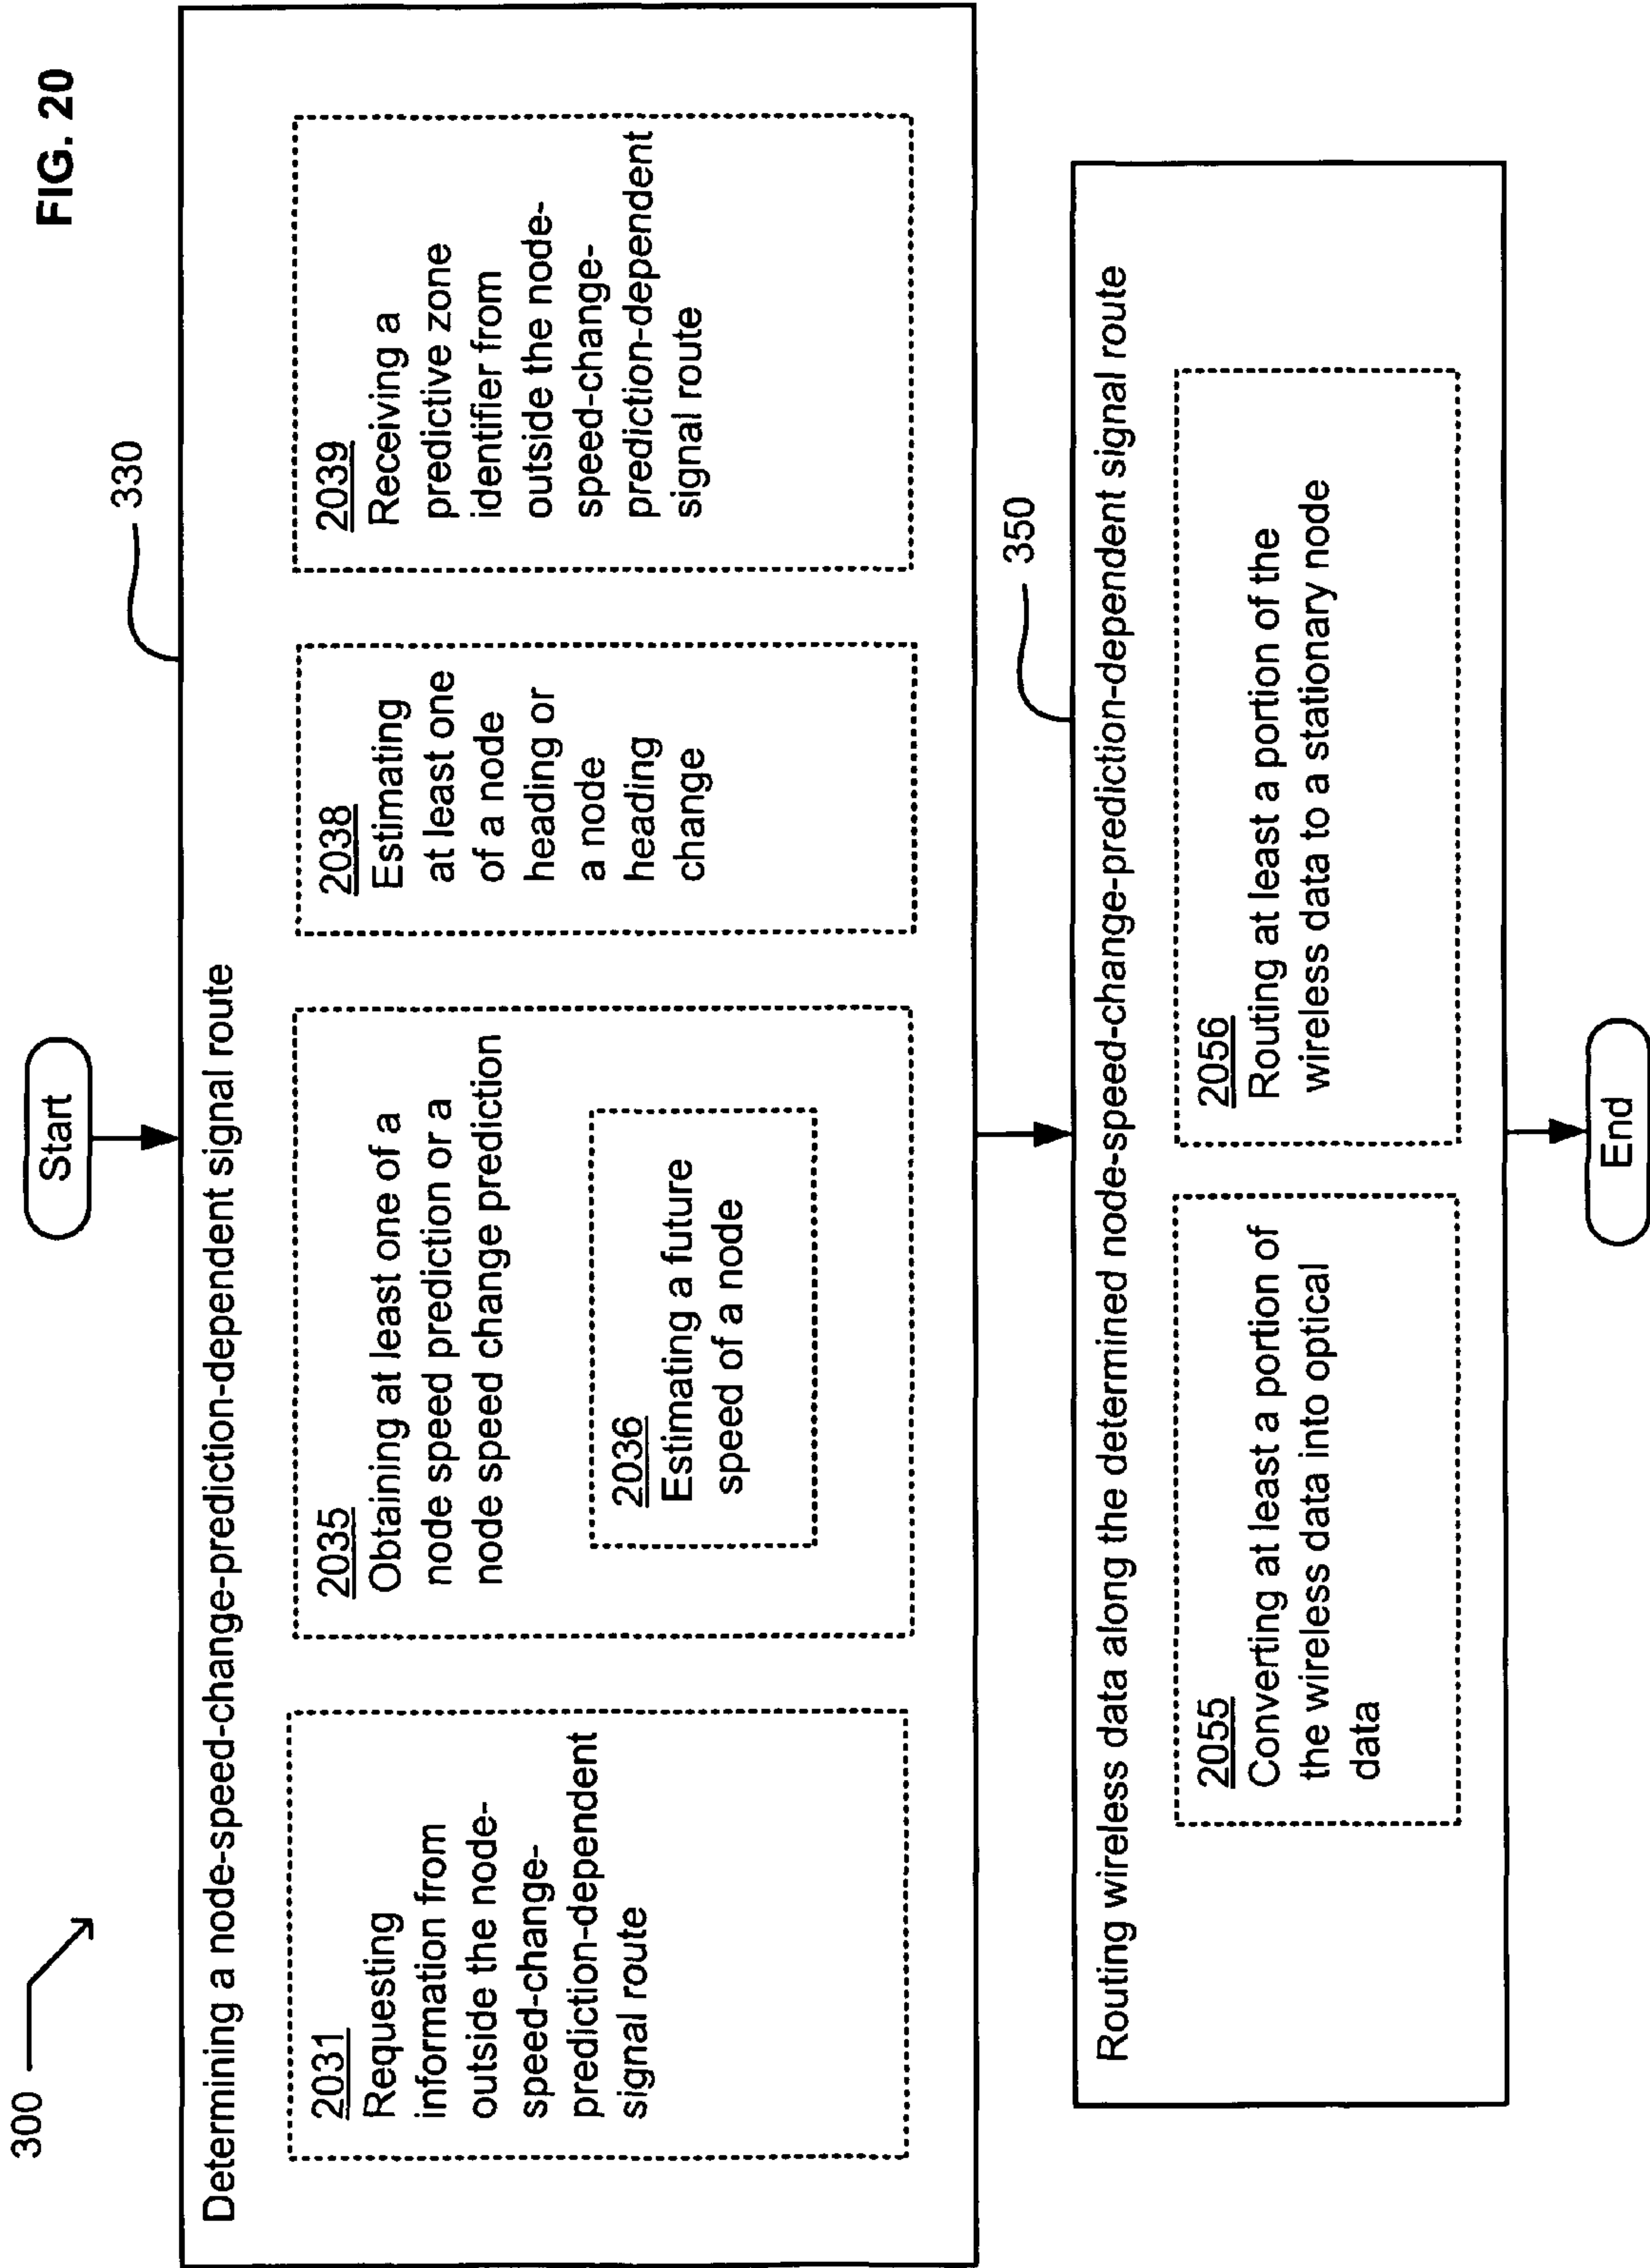 300
FIG. 20
Start
330
Determining a node-speed-change-prediction-dependent signal route
2031
Requesting
information from
outside the node-
speed-change-
prediction-dependent
signal route
2035
Obtaining at least one of a
node speed prediction or a
node speed change prediction
2036
Estimating a future
speed of a node
2038
Estimating
at least one
of a node
heading or
a node
heading
change
2039
Receiving a
predictive zone
identifier from
outside the node-
speed-change-
prediction-dependent
signal route
350
Routing wireless data along the determined node-speed-change-prediction-dependent signal route
2055
Converting at least a portion of
the wireless data into optical
data
2056
Routing at least a portion of the
wireless data to a stationary node
End